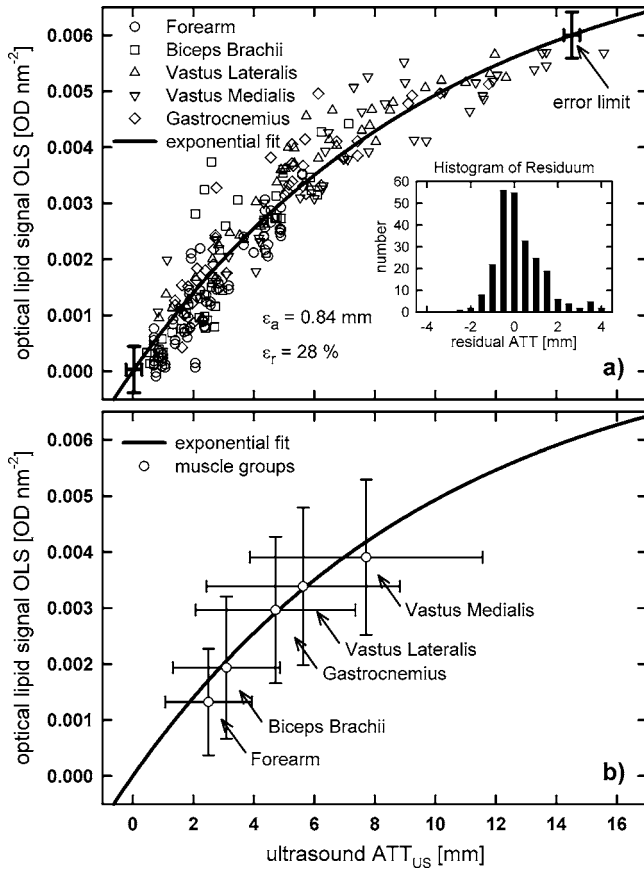 a)
Forearm
Biceps Brachii
Vastus Lateralis
Vastus Medialis
Gastrocnemius
exponential fit
error limit
optical lipid signal OLS [OD nm⁻²]
0.006
0.005
0.004
0.003
0.002
0.001
0.000
Histogram of Residuum
number
60
50
40
30
20
10
0
-4 -2 0 2 4
residual ATT [mm]
εₐ = 0.84 mm
εᵣ = 28 %
a)
b)
exponential fit
muscle groups
optical lipid signal OLS [OD nm⁻²]
0.006
0.005
0.004
0.003
0.002
0.001
0.000
Vastus Medialis
Vastus Lateralis
Gastrocnemius
Biceps Brachii
Forearm
b)
0 2 4 6 8 10 12 14 16
ultrasound ATT_US [mm]